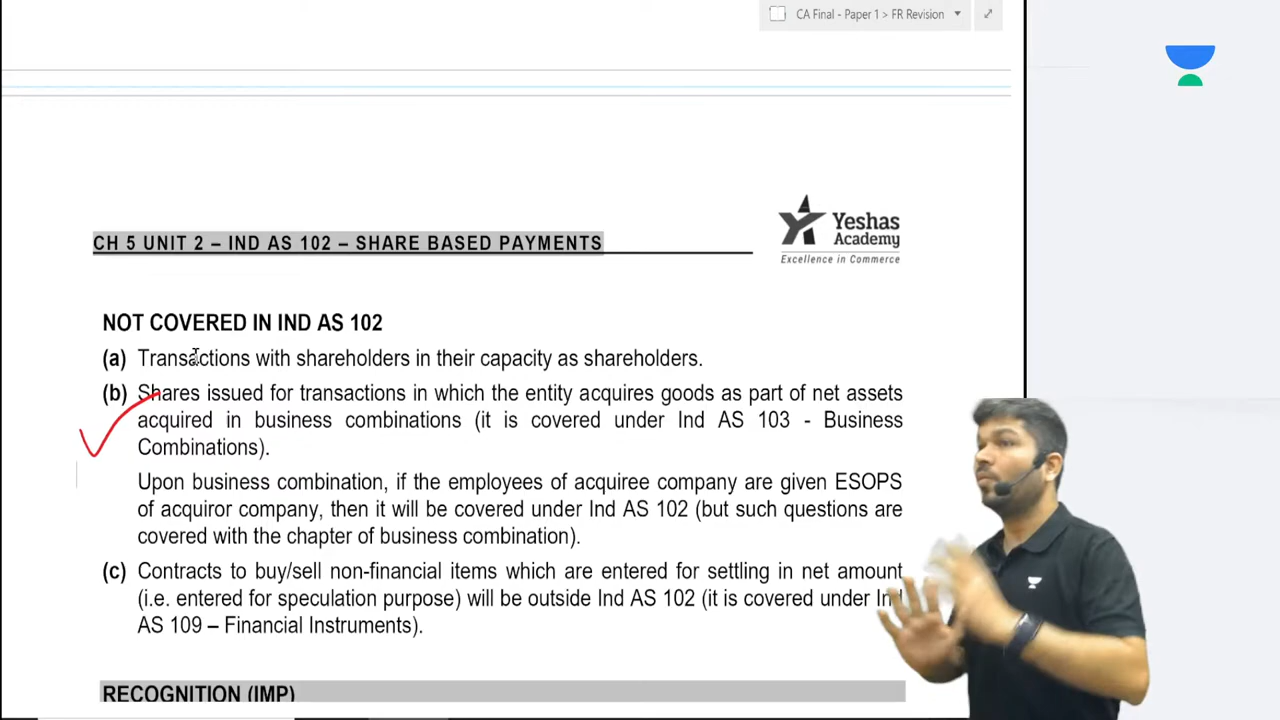 CA Final - Paper 1 > FR Revision
Yeshas
Academy
Excellence in Commerce
CH 5 UNIT 2 – IND AS 102 – SHARE BASED PAYMENTS
NOT COVERED IN IND AS 102
(a) Transactions with shareholders in their capacity as shareholders.
(b) Shares issued for transactions in which the entity acquires goods as part of net assets
acquired in business combinations (it is covered under Ind AS 103 - Business
Combinations).
Upon business combination, if the employees of acquiree company are given ESOPS
of acquiror company, then it will be covered under Ind AS 102 (but such questions are
covered with the chapter of business combination).
(c) Contracts to buy/sell non-financial items which are entered for settling in net amount
(i.e. entered for speculation purpose) will be outside Ind AS 102 (it is covered under Ind
AS 109 – Financial Instruments).
RECOGNITION (IMP)